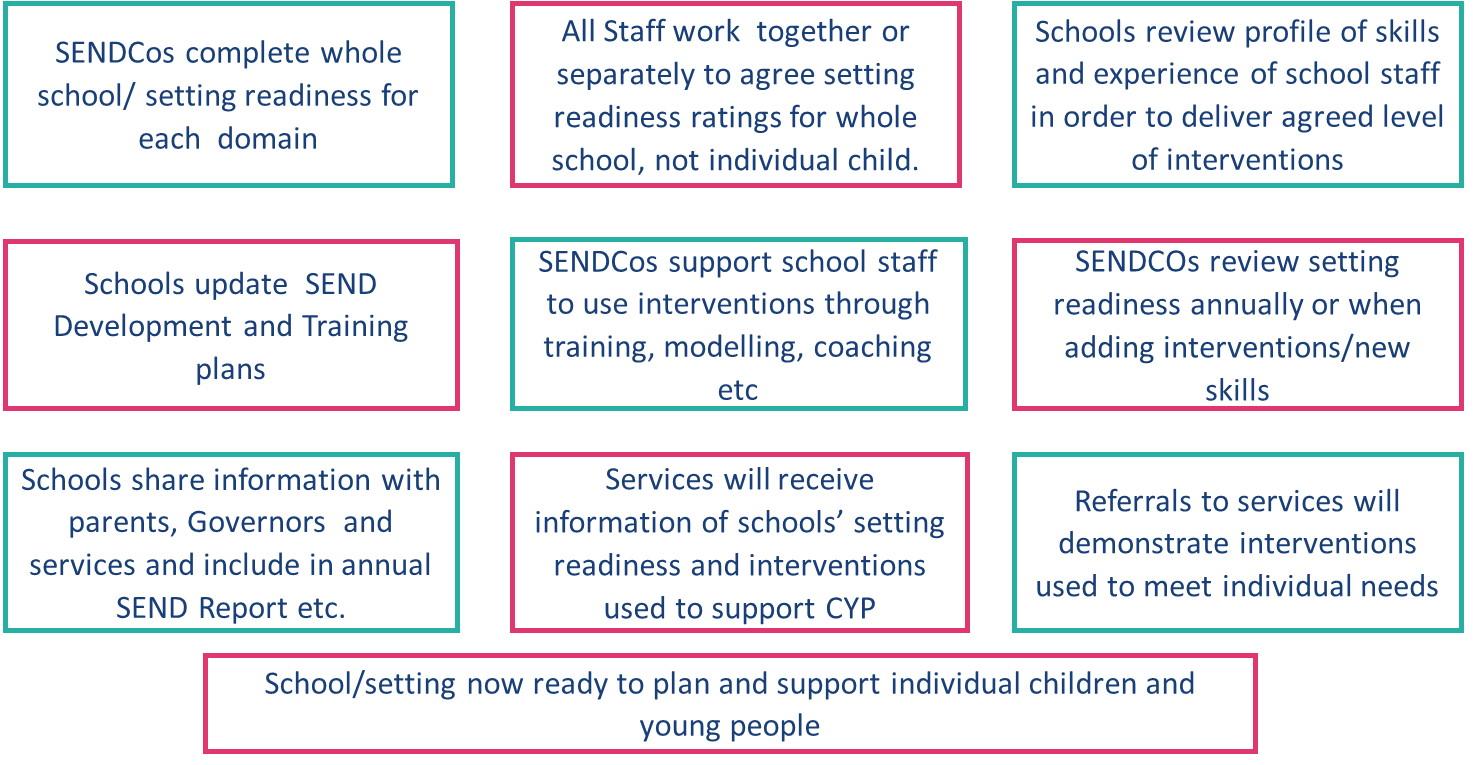 SENDCos complete whole
school/ setting readiness for
each domain
All Staff work together or
separately to agree setting
readiness ratings for whole
school, not individual child.
Schools review profile of skills
and experience of school staff
in order to deliver agreed level
of interventions
Schools update SEND
Development and Training
plans
SENDCos support school staff
to use interventions through
training, modelling, coaching
etc
SENDCOs review setting
readiness annually or when
adding interventions/new
skills
Schools share information with
parents, Governors and
services and include in annual
SEND Report etc.
Services will receive
information of schools’ setting
readiness and interventions
used to support CYP
Referrals to services will
demonstrate interventions
used to meet individual needs
School/setting now ready to plan and support individual children and
young people